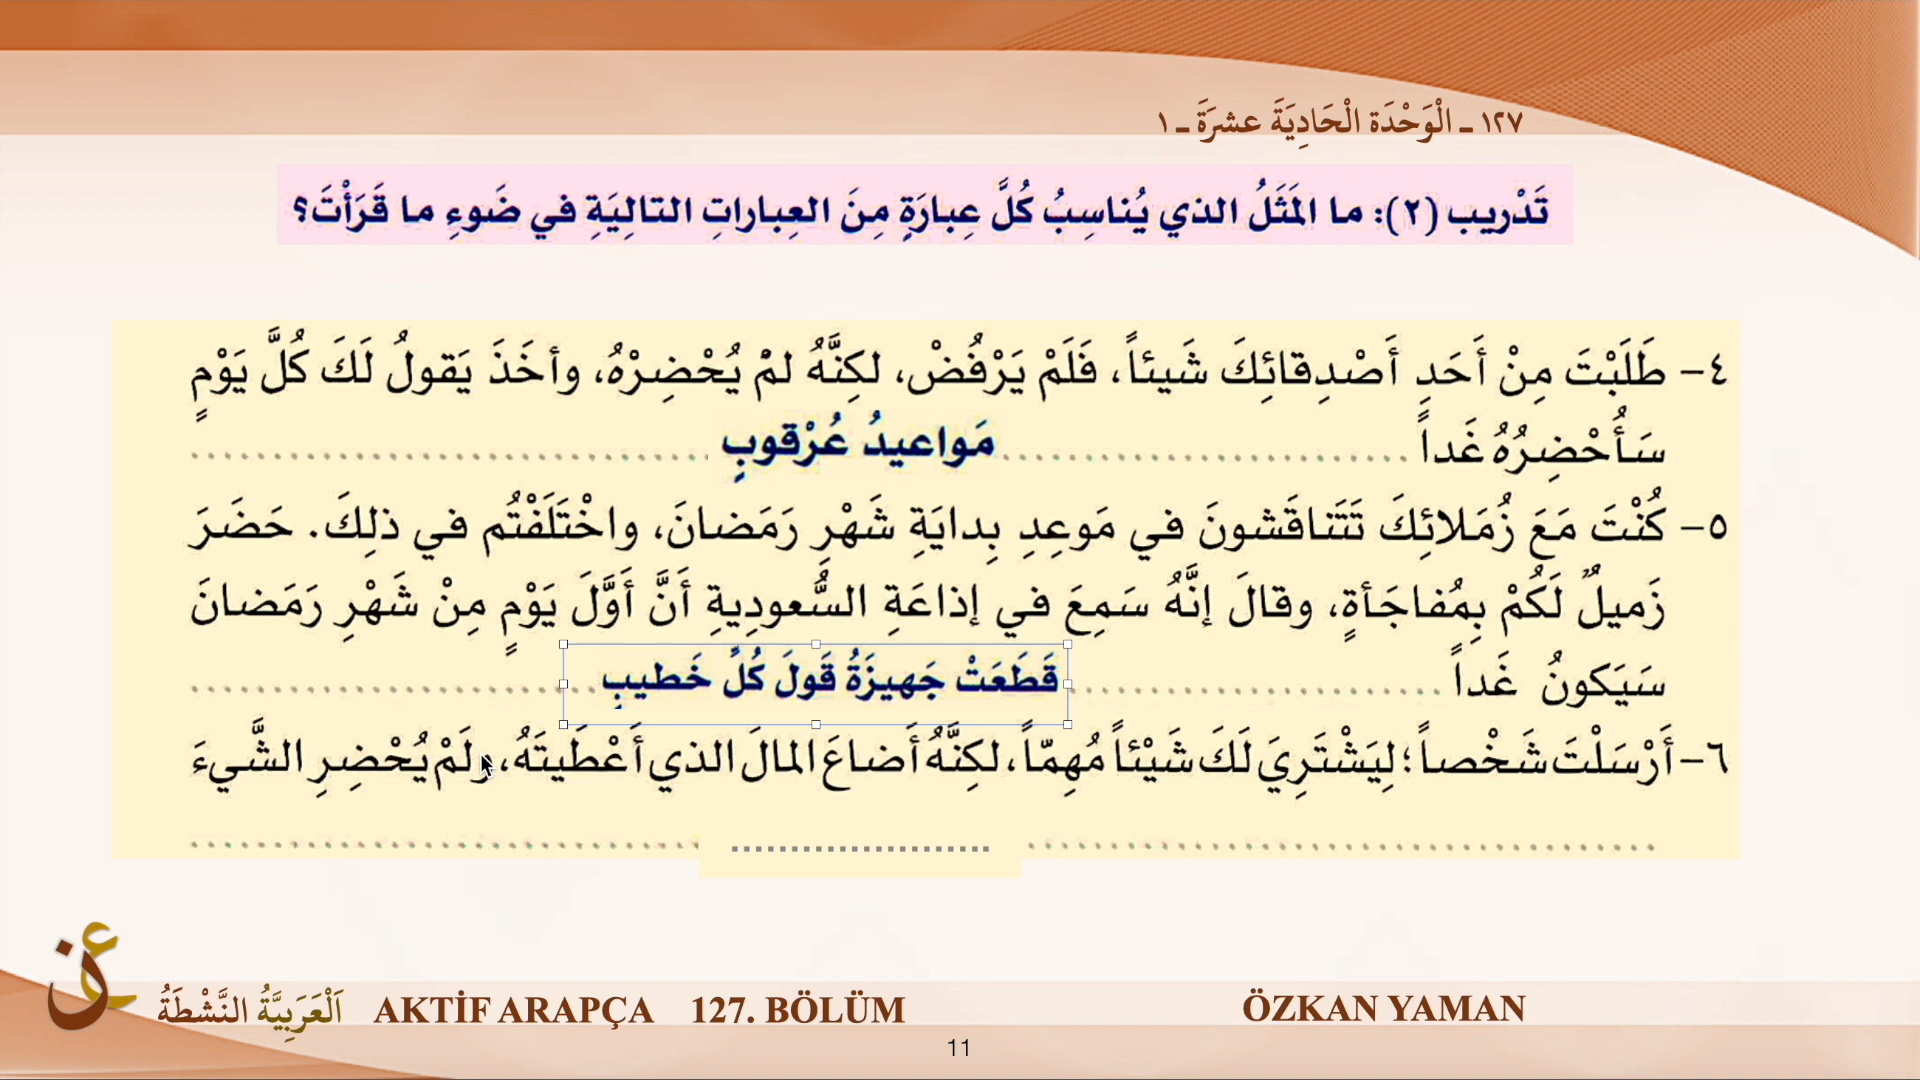 ١٢٧ ـ الْوَحْدَة الْحَادِيَةَ عشرَةَ ـ ١
تَدْريب (٢): ما المَثَلُ الذي يُناسِبُ كُلَّ عِبارَةٍ مِنَ العِباراتِ التالِيَةِ في ضَوءِ ما قَرَأْتَ؟
٤- طَلَبْتَ مِنْ أَحَدِ أَصْدِقائِكَ شَيئاً، فَلَمْ يَرْفُضْ، لكِنَّهُ لمْ يُحْضِرْهُ، وأخَذَ يَقولُ لَكَ كُلَّ يَوْمٍ
سَأُحْضِرُهُ غَداً ........ مَواعيدُ عُرْقوبٍ ........
٥- كُنْتَ مَعَ زُمَلائِكَ تَتَناقَشونَ في مَوعِدِ بِدايَةِ شَهْرِ رَمَضانَ، واخْتَلَفْتُم في ذلِكَ. حَضَرَ
زَميلٌ لَكُمْ بِمُفاجَأةٍ، وقالَ إنَّهُ سَمِعَ في إذاعَةِ السُّعودِيةِ أَنَّ أَوَّلَ يَوْمٍ مِنْ شَهْرِ رَمَضانَ
سَيَكونُ غَداً ........ قَطَعَتْ جَهيزَةُ قَولَ كُلِّ خَطيبٍ ........
٦- أَرْسَلْتَ شَخْصاً؛ لِيَشْتَرِيَ لَكَ شَيْئاً مُهِمّاً، لكِنَّهُ أَضاعَ المالَ الذي أَعْطَيتَهُ، ولَمْ يُحْضِرِ الشَّيءَ
........
اَلْعَرَبِيَّةُ النَّشْطَةُ AKTİF ARAPÇA 127. BÖLÜM ÖZKAN YAMAN
11